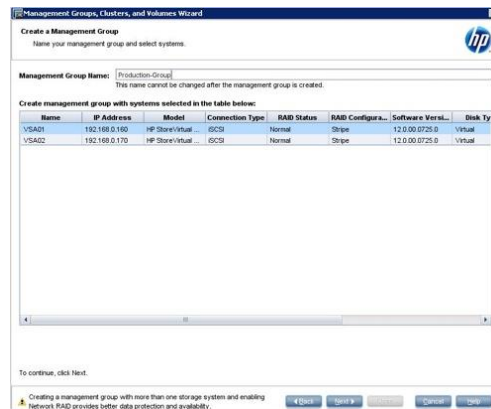 Management Groups, Clusters, and Volumes Wizard
Create a Management Group
Name your management group and select systems.
hp
Management Group Name: Production-Group
This name cannot be changed after the management group is created.
Create management group with systems selected in the table below:
Name IP Address Model Connection Type RAID Status RAID Configura... Software Versi... Disk Ty
VSA01 192.168.0.160 HP StoreVirtual ... iSCSI Normal Stripe 12.0.00.0725.0 Virtual
VSA02 192.168.0.170 HP StoreVirtual ... iSCSI Normal Stripe 12.0.00.0725.0 Virtual
To continue, click Next.
Creating a management group with more than one storage system and enabling
Network RAID provides better data protection and availability.
Back Next Cancel Help